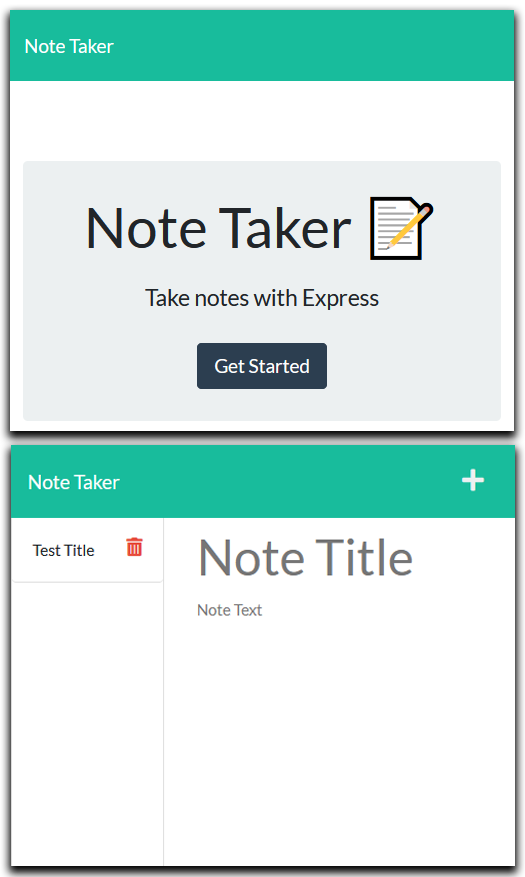 Note Taker
Note Taker
Take notes with Express
Get Started
Note Taker
Test Title
Note Title
Note Text